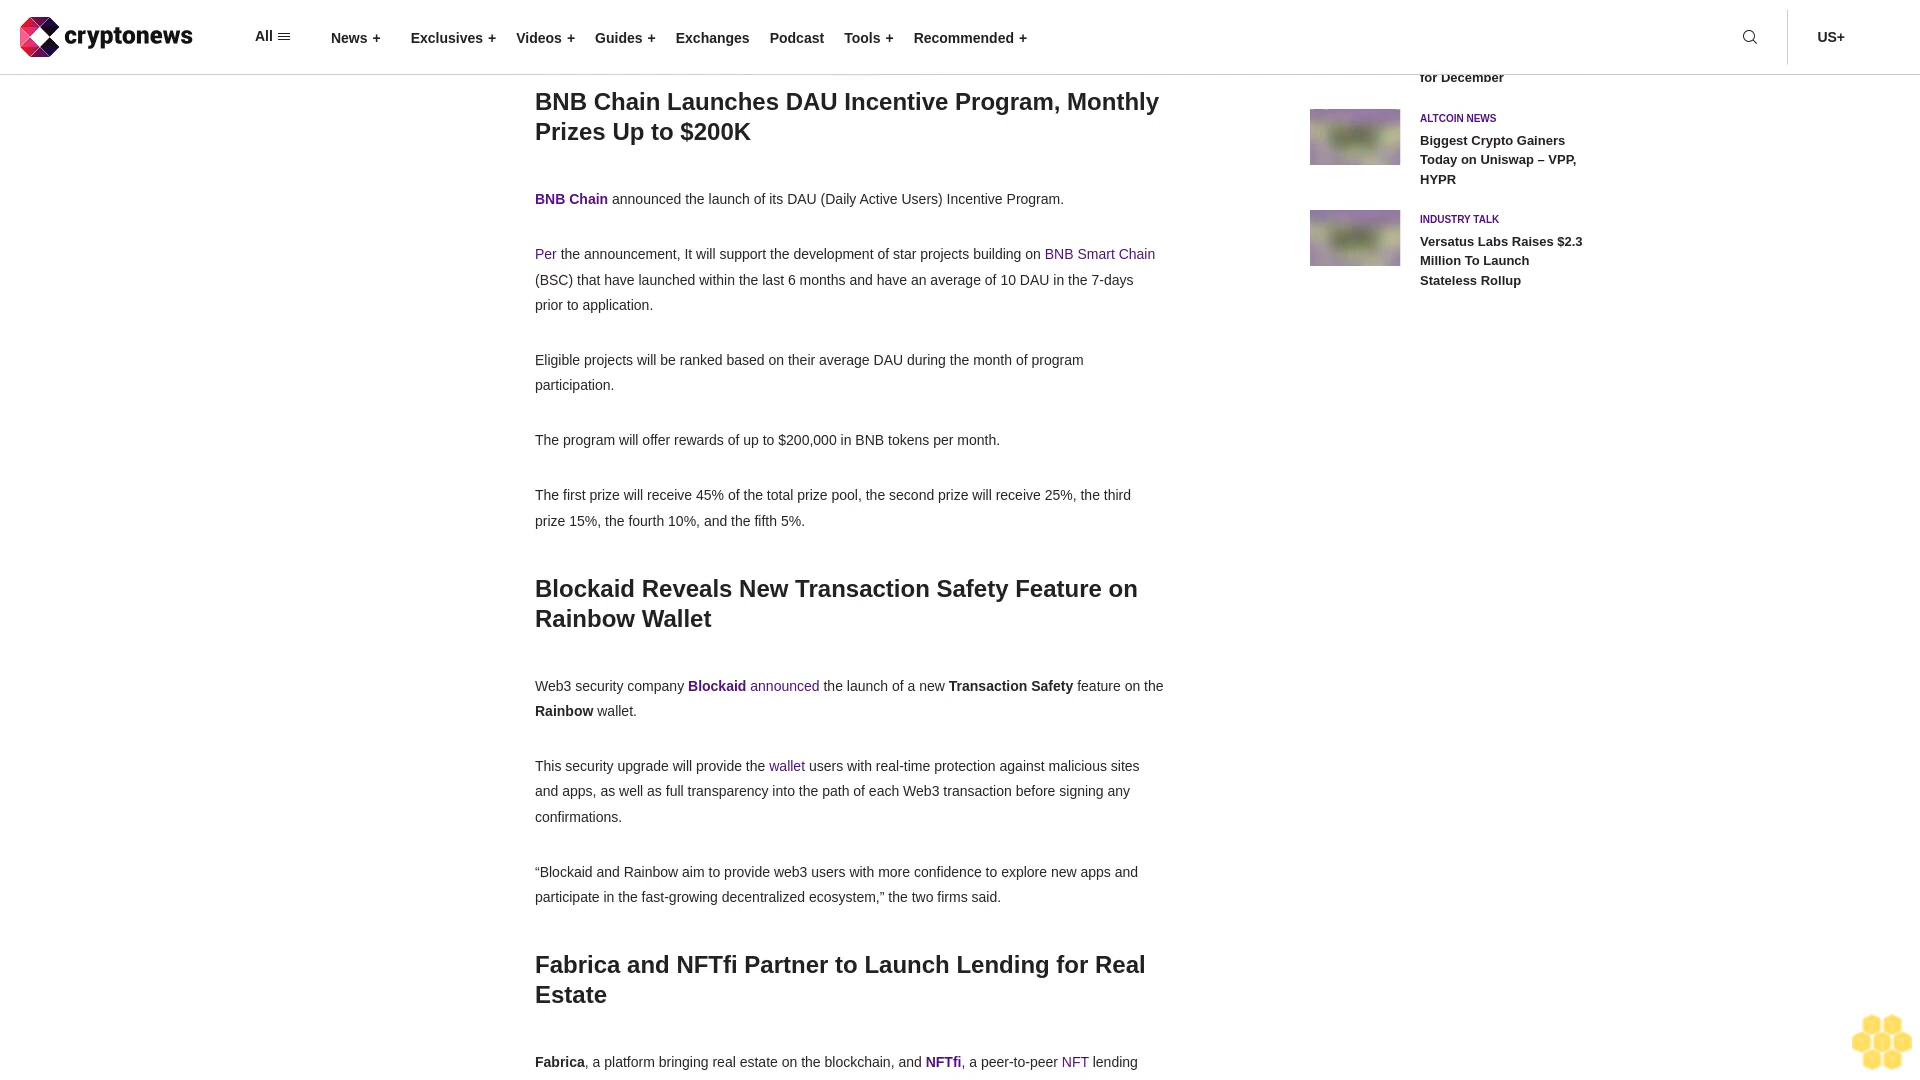 cryptonews
All
News +
Exclusives +
Videos +
Guides +
Exchanges
Podcast
Tools +
Recommended +
US+
BNB Chain Launches DAU Incentive Program, Monthly
Prizes Up to $200K
BNB Chain announced the launch of its DAU (Daily Active Users) Incentive Program.
Per the announcement, It will support the development of star projects building on BNB Smart Chain
(BSC) that have launched within the last 6 months and have an average of 10 DAU in the 7-days
prior to application.
Eligible projects will be ranked based on their average DAU during the month of program
participation.
The program will offer rewards of up to $200,000 in BNB tokens per month.
The first prize will receive 45% of the total prize pool, the second prize will receive 25%, the third
prize 15%, the fourth 10%, and the fifth 5%.
Blockaid Reveals New Transaction Safety Feature on
Rainbow Wallet
Web3 security company Blockaid announced the launch of a new Transaction Safety feature on the
Rainbow wallet.
This security upgrade will provide the wallet users with real-time protection against malicious sites
and apps, as well as full transparency into the path of each Web3 transaction before signing any
confirmations.
“Blockaid and Rainbow aim to provide web3 users with more confidence to explore new apps and
participate in the fast-growing decentralized ecosystem,” the two firms said.
Fabrica and NFTfi Partner to Launch Lending for Real
Estate
Fabrica, a platform bringing real estate on the blockchain, and NFTfi, a peer-to-peer NFT lending
for December
ALTCOIN NEWS
Biggest Crypto Gainers
Today on Uniswap – VPP,
HYPR
INDUSTRY TALK
Versatus Labs Raises $2.3
Million To Launch
Stateless Rollup